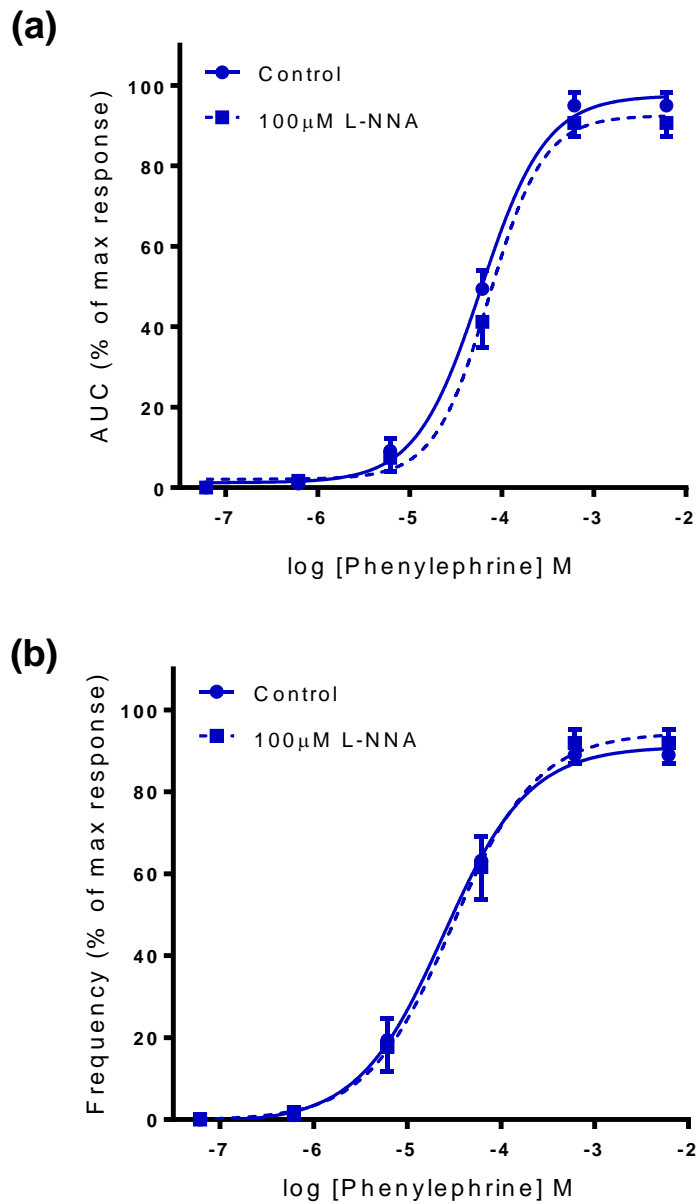 (a)
AUC (% of max response)
100
80
60
40
20
0
Control
100μM L-NNA
-7 -6 -5 -4 -3 -2
log [Phenylephrine] M
(b)
Frequency (% of max response)
100
80
60
40
20
0
Control
100μM L-NNA
-7 -6 -5 -4 -3 -2
log [Phenylephrine] M